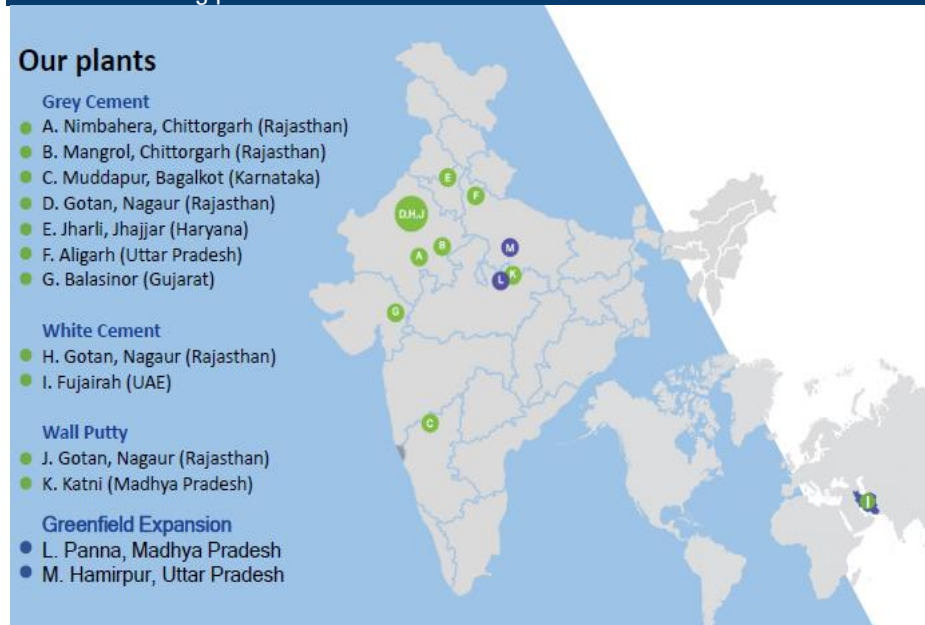 Our plants
Grey Cement
A. Nimbahera, Chittorgarh (Rajasthan)
B. Mangrol, Chittorgarh (Rajasthan)
C. Muddapur, Bagalkot (Karnataka)
D. Gotan, Nagaur (Rajasthan)
E. Jharli, Jhajjar (Haryana)
F. Aligarh (Uttar Pradesh)
G. Balasinor (Gujarat)
White Cement
H. Gotan, Nagaur (Rajasthan)
I. Fujairah (UAE)
Wall Putty
J. Gotan, Nagaur (Rajasthan)
K. Katni (Madhya Pradesh)
Greenfield Expansion
L. Panna, Madhya Pradesh
M. Hamirpur, Uttar Pradesh
E
F
D,H,J
B
A
M
L
K
G
C
I